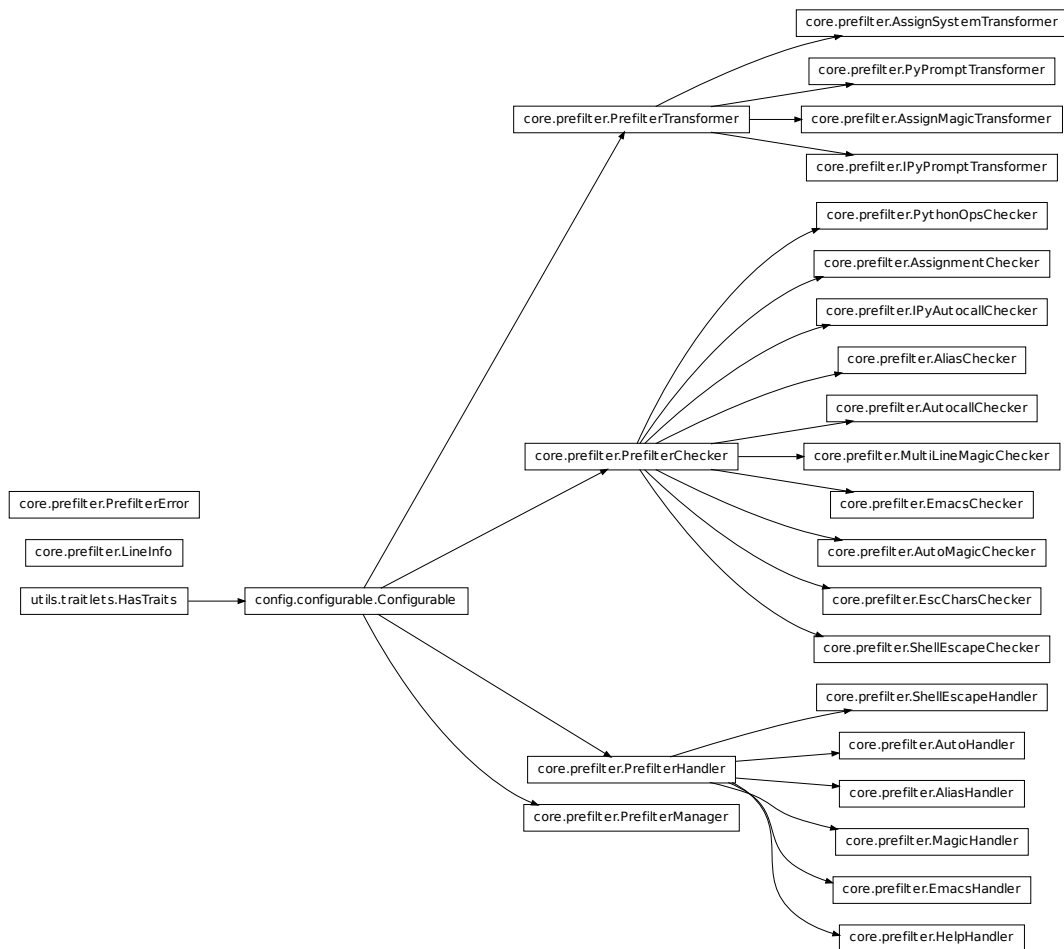 core.prefilter.AssignSystemTransformer
core.prefilter.PyPromptTransformer
core.prefilter.PrefilterTransformer
core.prefilter.AssignMagicTransformer
core.prefilter.IPyPromptTransformer
core.prefilter.PythonOpsChecker
core.prefilter.AssignmentChecker
core.prefilter.IPyAutocallChecker
core.prefilter.AliasChecker
core.prefilter.AutocallChecker
core.prefilter.PrefilterChecker
core.prefilter.MultiLineMagicChecker
core.prefilter.PrefilterError
core.prefilter.EmacsChecker
core.prefilter.LineInfo
core.prefilter.AutoMagicChecker
utils.traitlets.HasTraits
config.configurable.Configurable
core.prefilter.EscCharsChecker
core.prefilter.ShellEscapeChecker
core.prefilter.ShellEscapeHandler
core.prefilter.AutoHandler
core.prefilter.PrefilterHandler
core.prefilter.AliasHandler
core.prefilter.PrefilterManager
core.prefilter.MagicHandler
core.prefilter.EmacsHandler
core.prefilter.HelpHandler